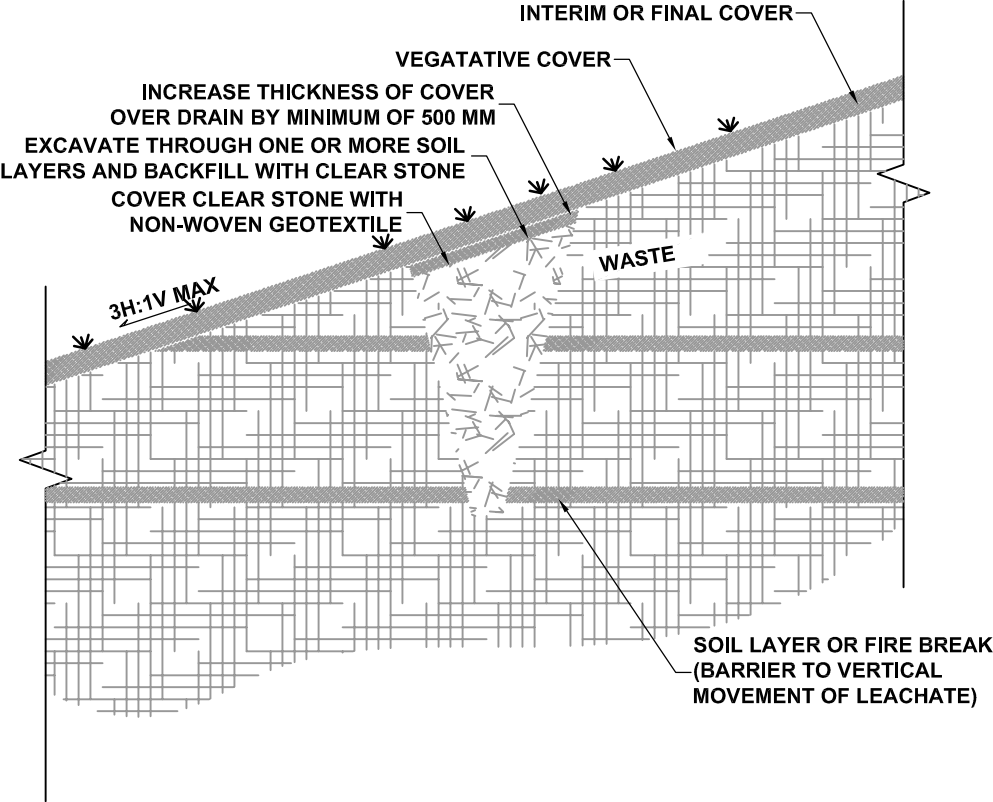 INTERIM OR FINAL COVER
VEGATATIVE COVER
INCREASE THICKNESS OF COVER
OVER DRAIN BY MINIMUM OF 500 MM
EXCAVATE THROUGH ONE OR MORE SOIL
LAYERS AND BACKFILL WITH CLEAR STONE
COVER CLEAR STONE WITH
NON-WOVEN GEOTEXTILE
WASTE
3H:1V MAX
SOIL LAYER OR FIRE BREAK
(BARRIER TO VERTICAL
MOVEMENT OF LEACHATE)